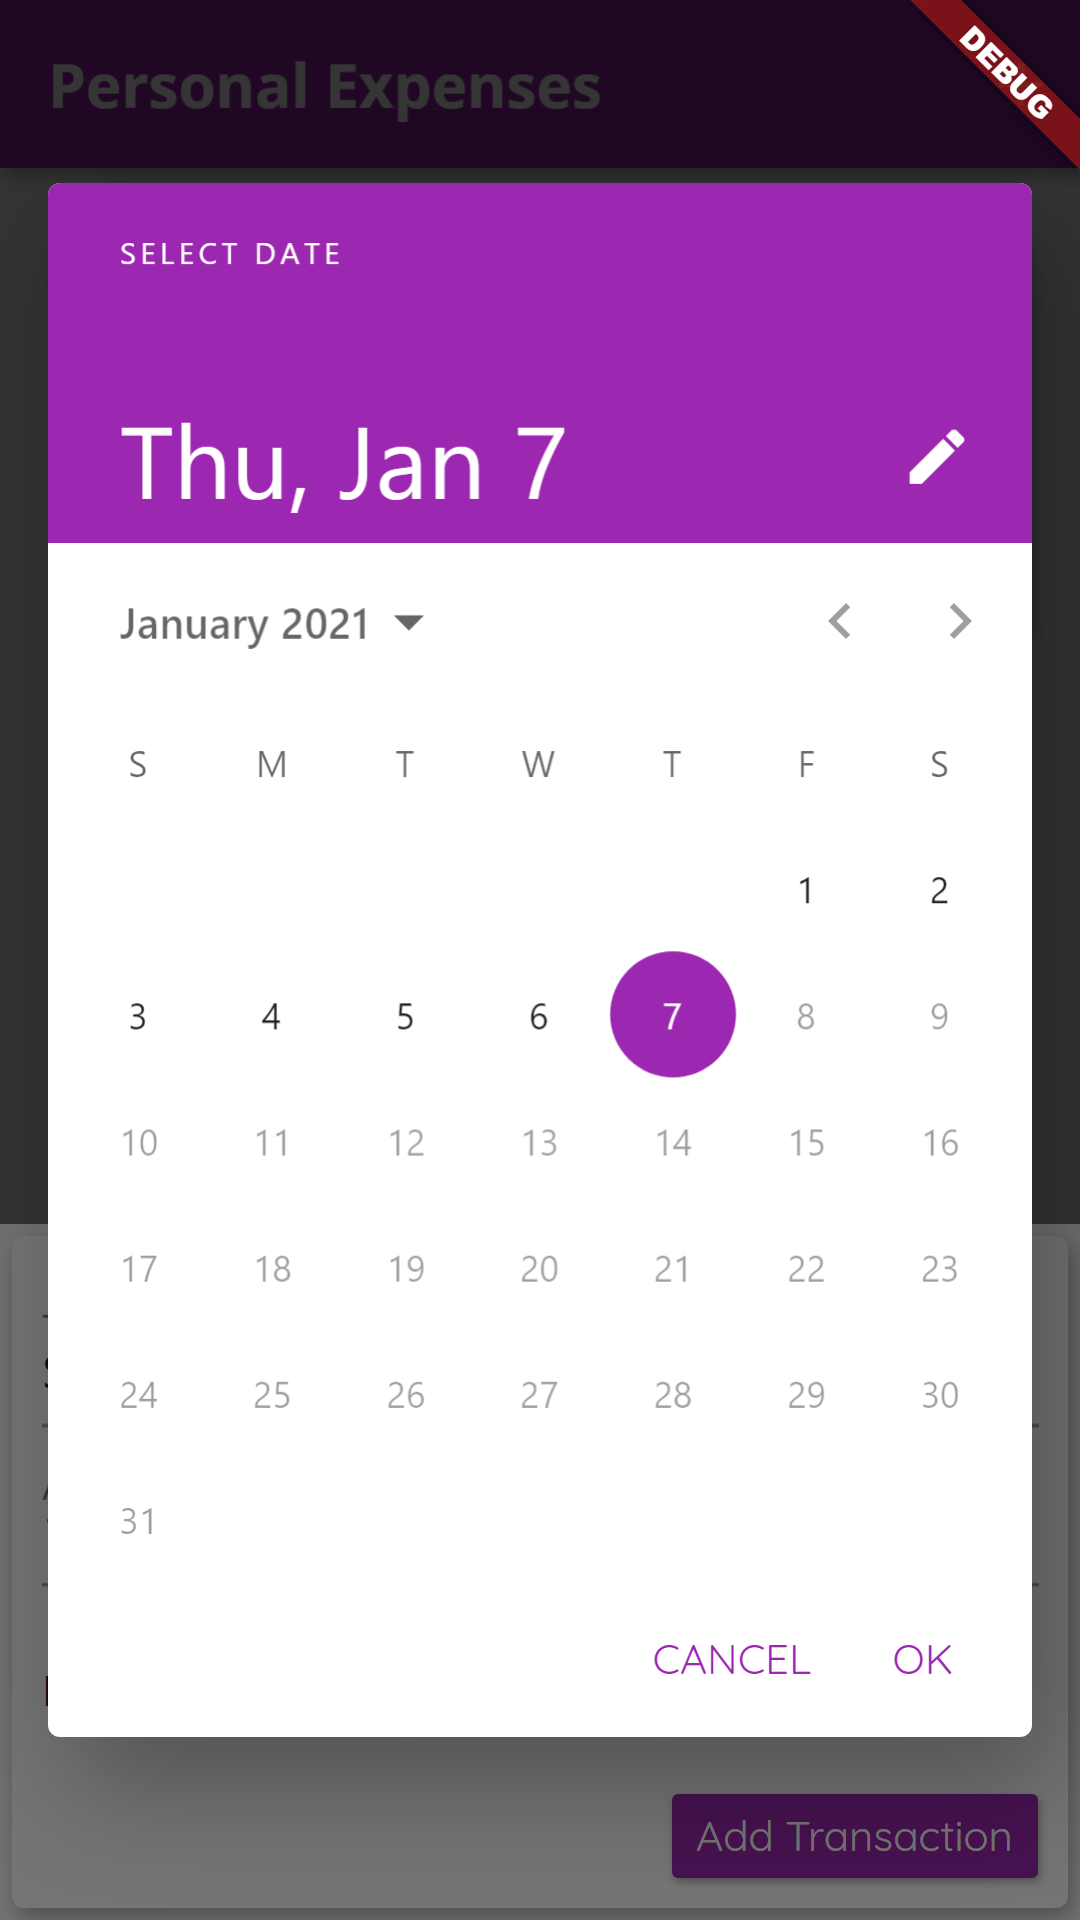 Personal Expenses
DEBUG
SELECT DATE
Thu, Jan 7
January 2021
S M T W T F S
1 2
3 4 5 6 7 8 9
10 11 12 13 14 15 16
17 18 19 20 21 22 23
24 25 26 27 28 29 30
31
CANCEL OK
Add Transaction